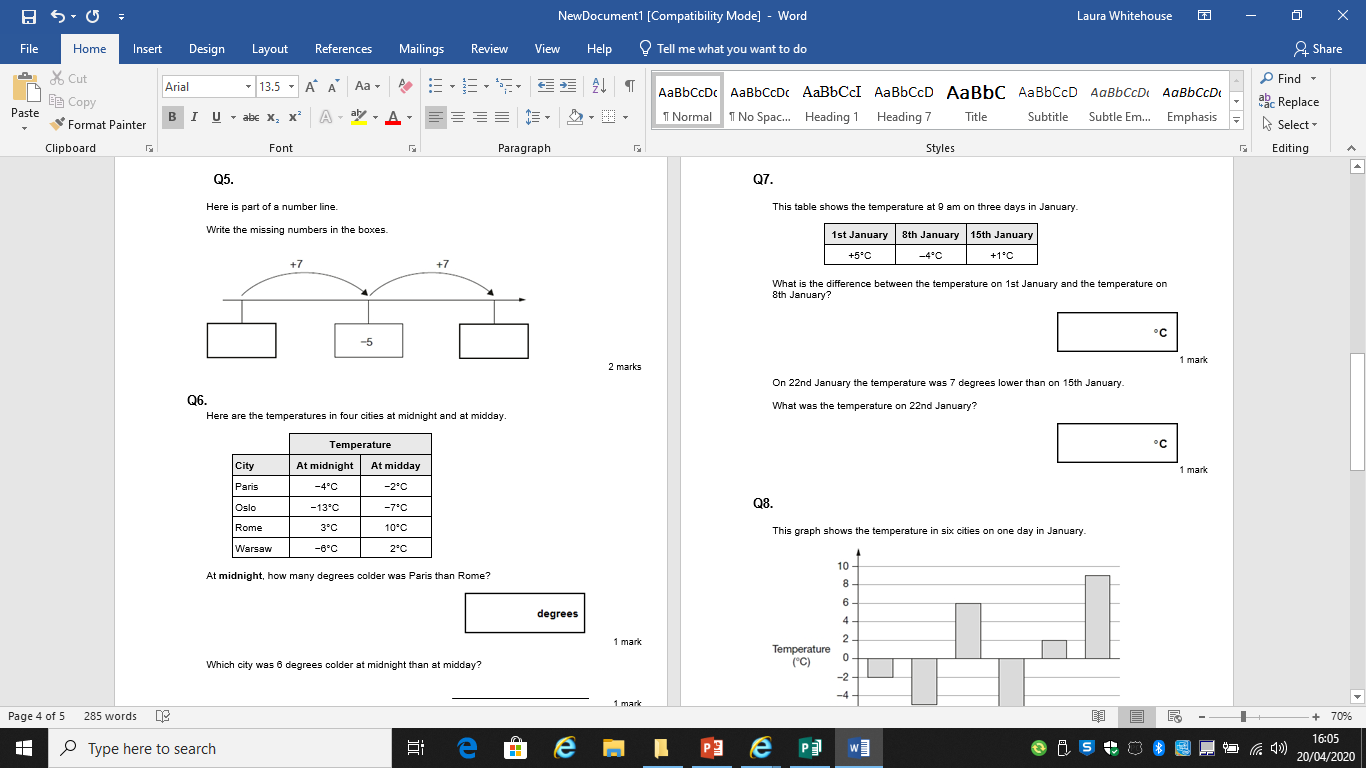 NewDocument1 [Compatibility Mode] - Word
Laura Whitehouse
File Home Insert Design Layout References Mailings Review View Help Tell me what you want to do Share
Cut
Copy
Format Painter
Paste
Clipboard
Arial 13.5
Font
Paragraph
AaBbCcDc AaBbCcDc AaBbCcI AaBbCcD AaBbC AaBbCcD AaBbCcDc AaBbCcDc
¶ Normal ¶ No Spac... Heading 1 Heading 7 Title Subtitle Subtle Em... Emphasis
Styles
Find
Replace
Select
Editing
Q5.
Here is part of a number line.
Write the missing numbers in the boxes.
+7 +7
−5
2 marks
Q6.
Here are the temperatures in four cities at midnight and at midday.
Temperature
City At midnight At midday
Paris −4°C −2°C
Oslo −13°C −7°C
Rome 3°C 10°C
Warsaw −6°C 2°C
At midnight, how many degrees colder was Paris than Rome?
degrees
1 mark
Which city was 6 degrees colder at midnight than at midday?
1 mark
Q7.
This table shows the temperature at 9 am on three days in January.
1st January 8th January 15th January
+5°C −4°C +1°C
What is the difference between the temperature on 1st January and the temperature on
8th January?
°C
1 mark
On 22nd January the temperature was 7 degrees lower than on 15th January.
What was the temperature on 22nd January?
°C
1 mark
Q8.
This graph shows the temperature in six cities on one day in January.
10
8
6
4
2
0
−2
−4
Temperature
(°C)
Page 4 of 5 285 words
70%
Type here to search
16:05
20/04/2020